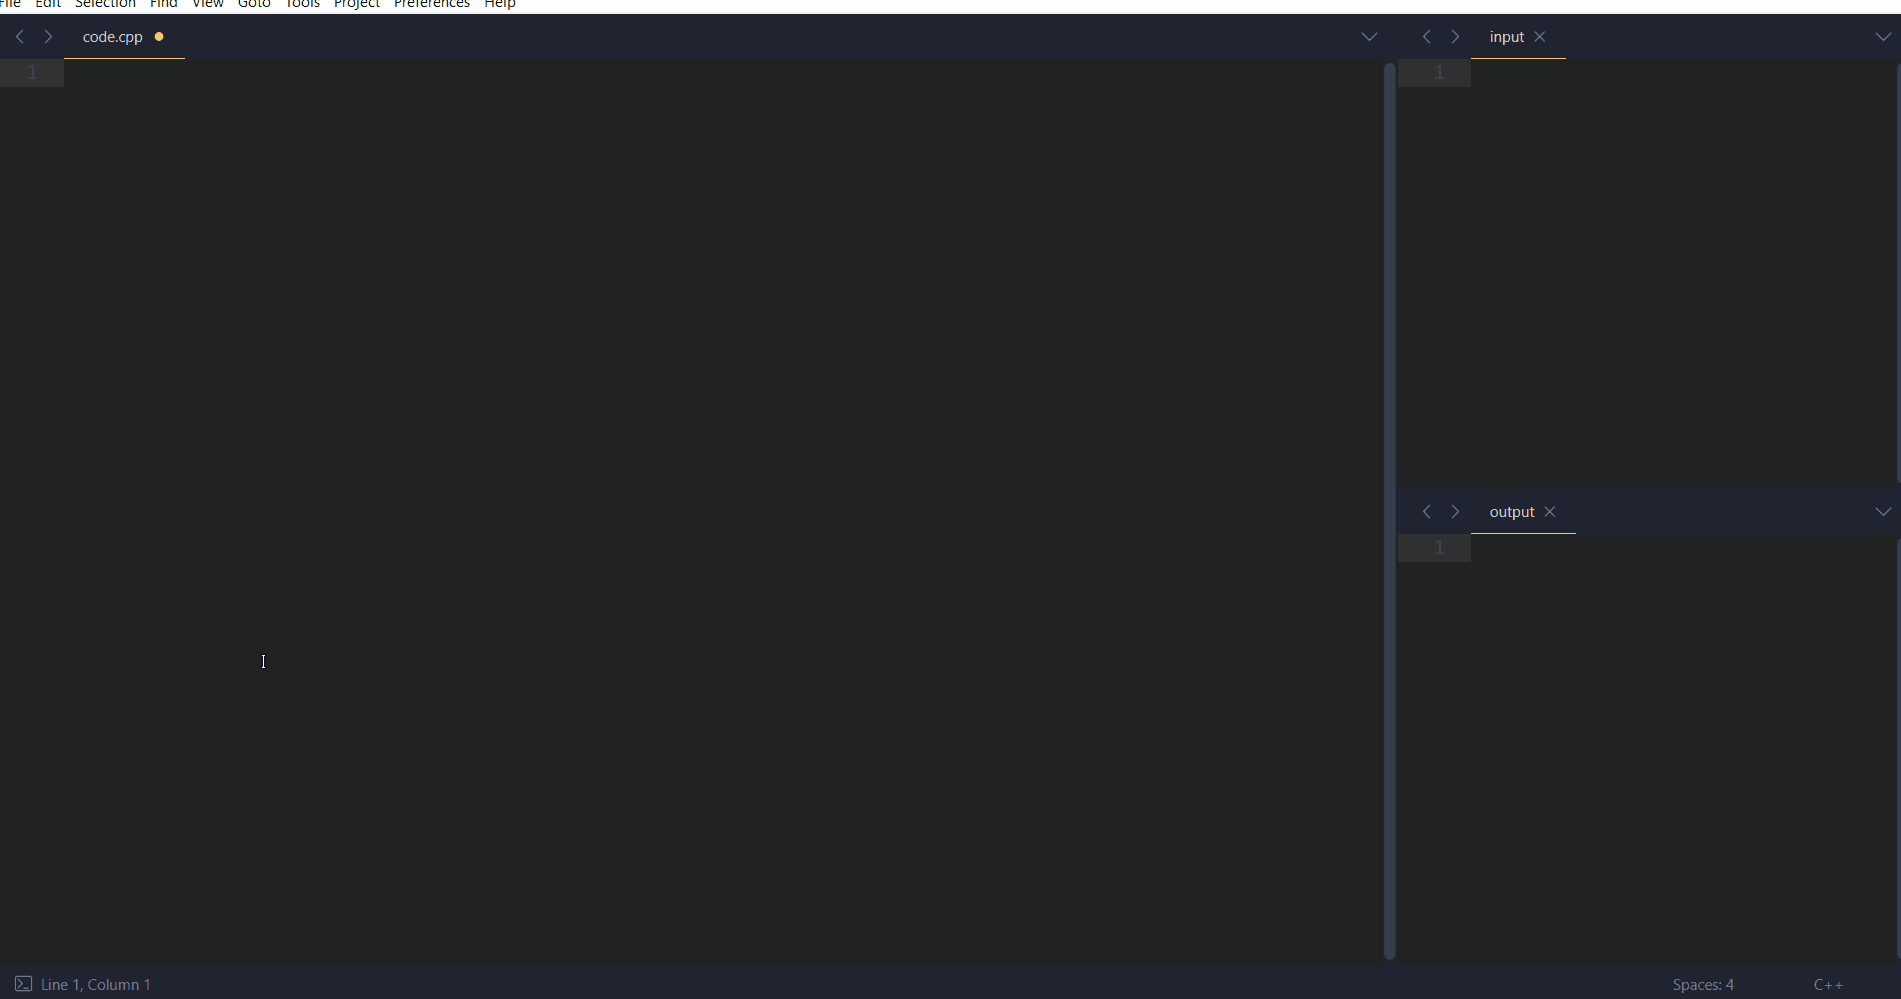 File Edit Selection Find View Goto Tools Project Preferences Help
code.cpp
input
1
1
output
1
Line 1, Column 1
Spaces: 4
C++